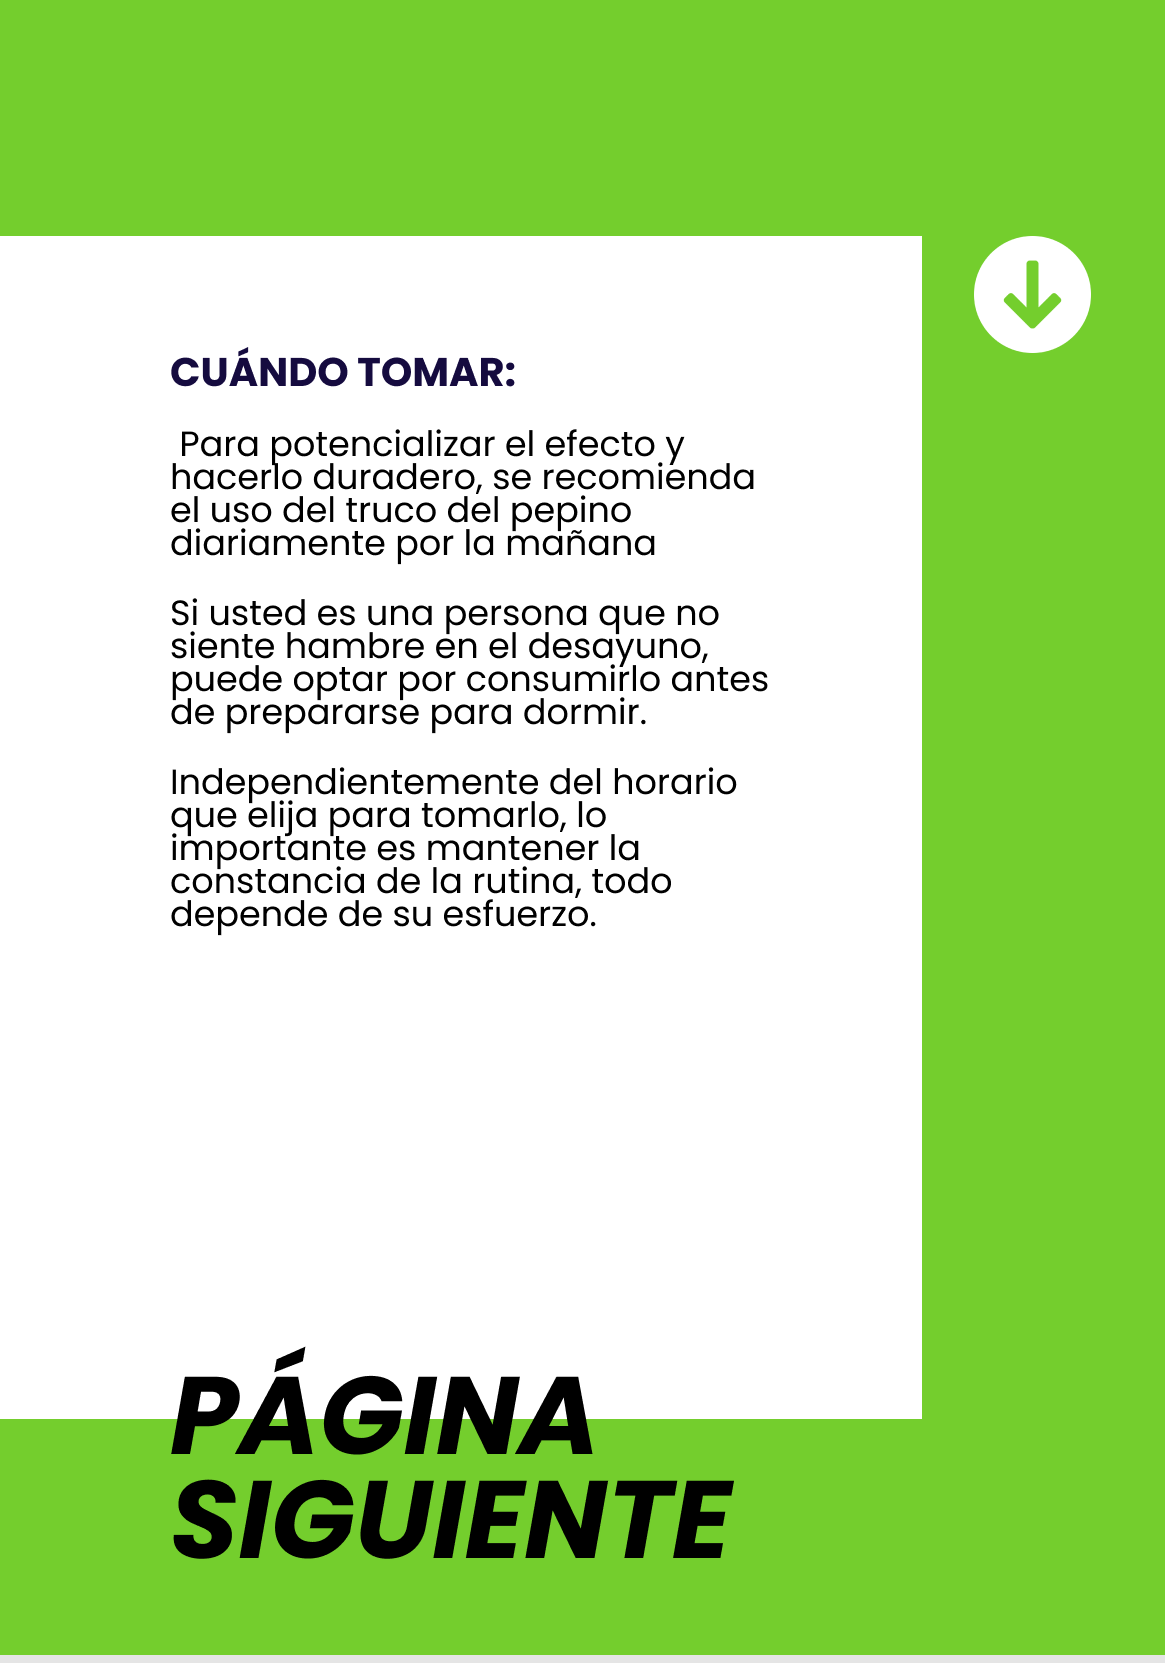 CUÁNDO TOMAR:
Para potencializar el efecto y
hacerlo duradero, se recomienda
el uso del truco del pepino
diariamente por la mañana
Si usted es una persona que no
siente hambre en el desayuno,
puede optar por consumirlo antes
de prepararse para dormir.
Independientemente del horario
que elija para tomarlo, lo
importante es mantener la
constancia de la rutina, todo
depende de su esfuerzo.
PÁGINA
SIGUIENTE